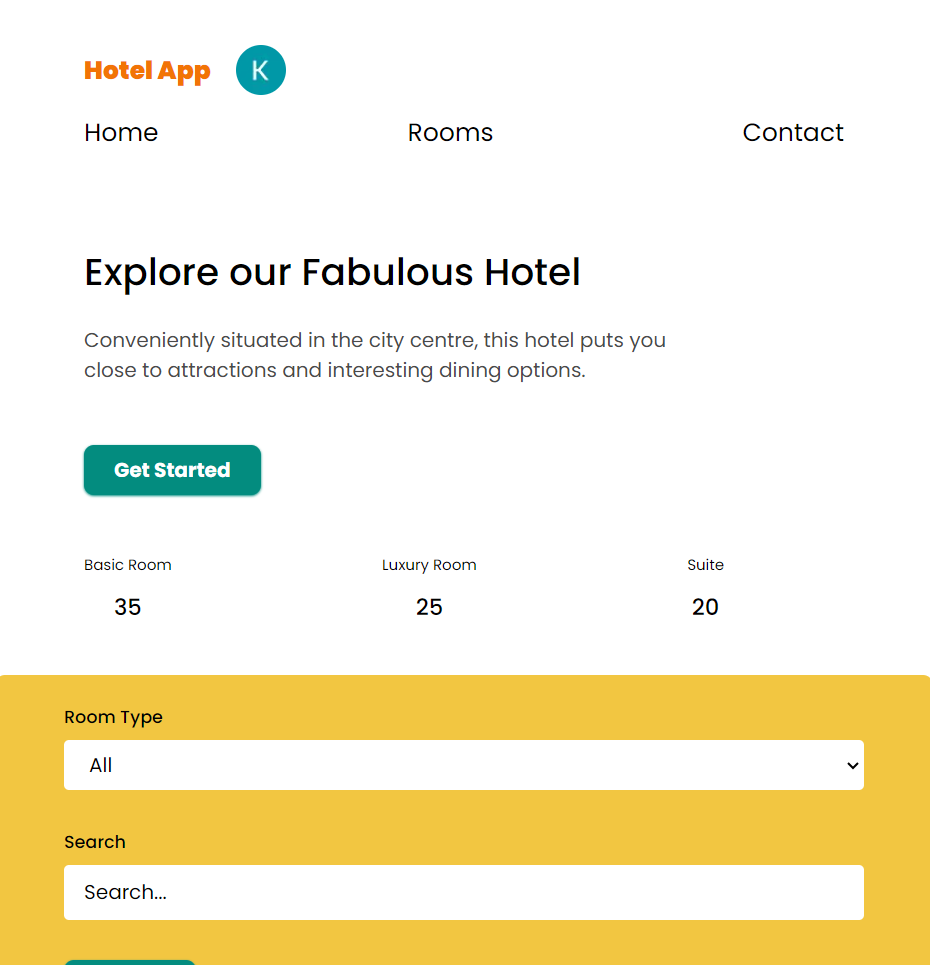 Hotel App K
Home Rooms Contact
Explore our Fabulous Hotel
Conveniently situated in the city centre, this hotel puts you
close to attractions and interesting dining options.
Get Started
Basic Room Luxury Room Suite
35 25 20
Room Type
All
Search
Search...